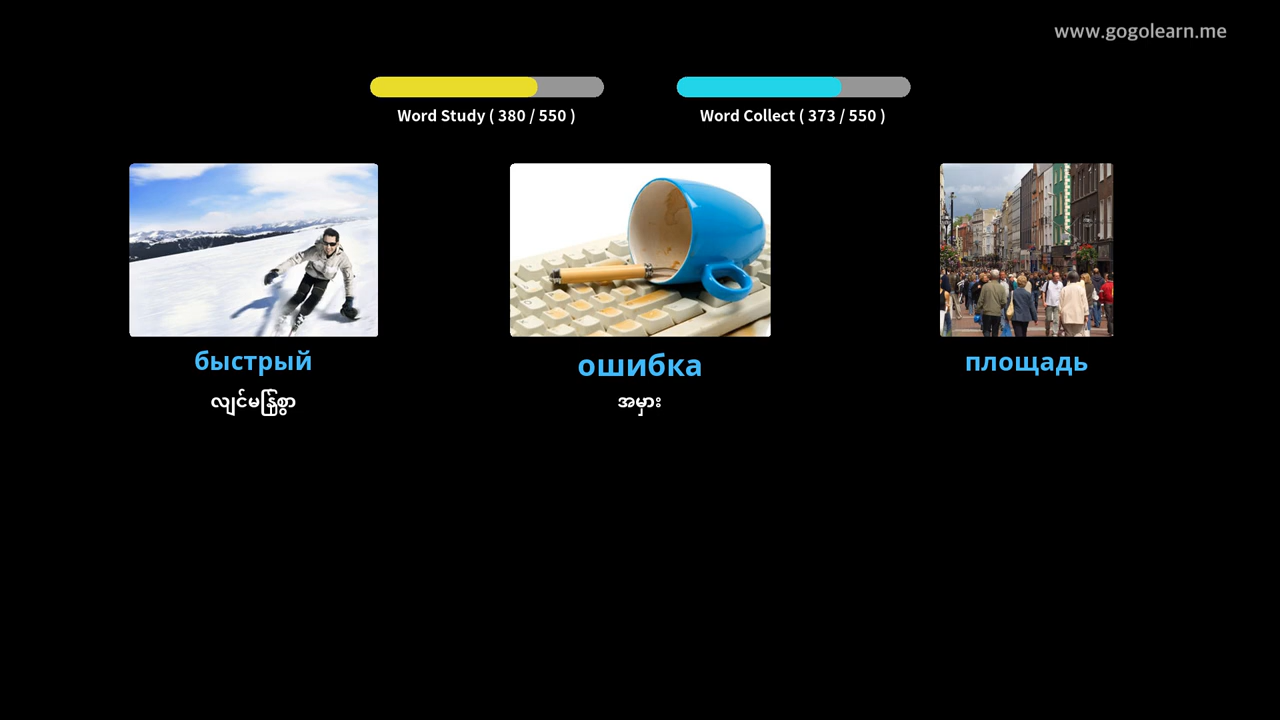 www.gogolearn.me
Word Study ( 380 / 550 )
Word Collect ( 373 / 550 )
быстрый
ошибка
площадь
လျင်မြန်စွာ
အမှား